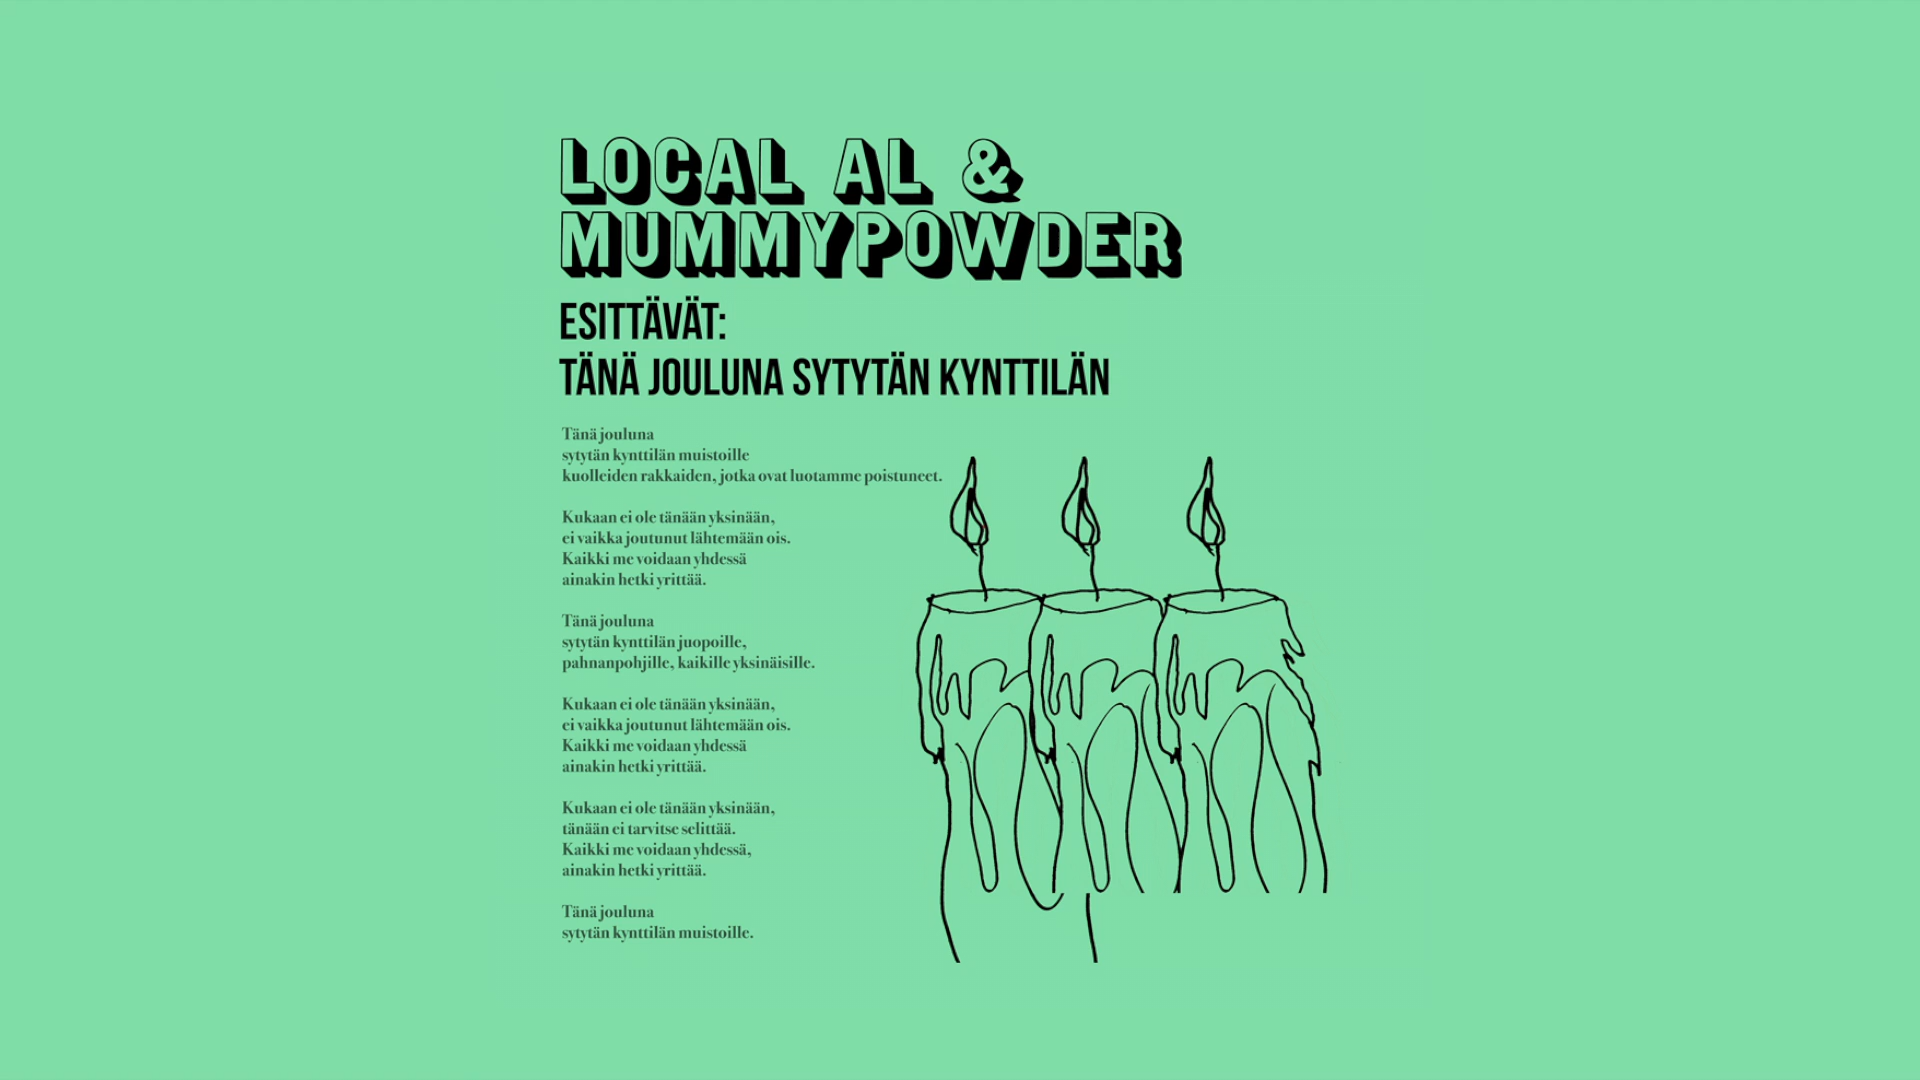 LOCAL AL &
MUMMYPOWDER
ESITTÄVÄT:
TÄNÄ JOULUNA SYTYTÄN KYNTTILÄN
Tänä jouluna
sytytän kynttilän muistoille
kuolleiden rakkaiden, jotka ovat luotamme poistuneet.
Kukaan ei ole tänään yksinään,
ei vaikka joutunut lähtemään ois.
Kaikki me voidaan yhdessä
ainakin hetki yrittää.
Tänä jouluna
sytytän kynttilän juopoille,
pahnanpohjille, kaikille yksinäisille.
Kukaan ei ole tänään yksinään,
ei vaikka joutunut lähtemään ois.
Kaikki me voidaan yhdessä
ainakin hetki yrittää.
Kukaan ei ole tänään yksinään,
tänään ei tarvitse selittää.
Kaikki me voidaan yhdessä,
ainakin hetki yrittää.
Tänä jouluna
sytytän kynttilän muistoille.